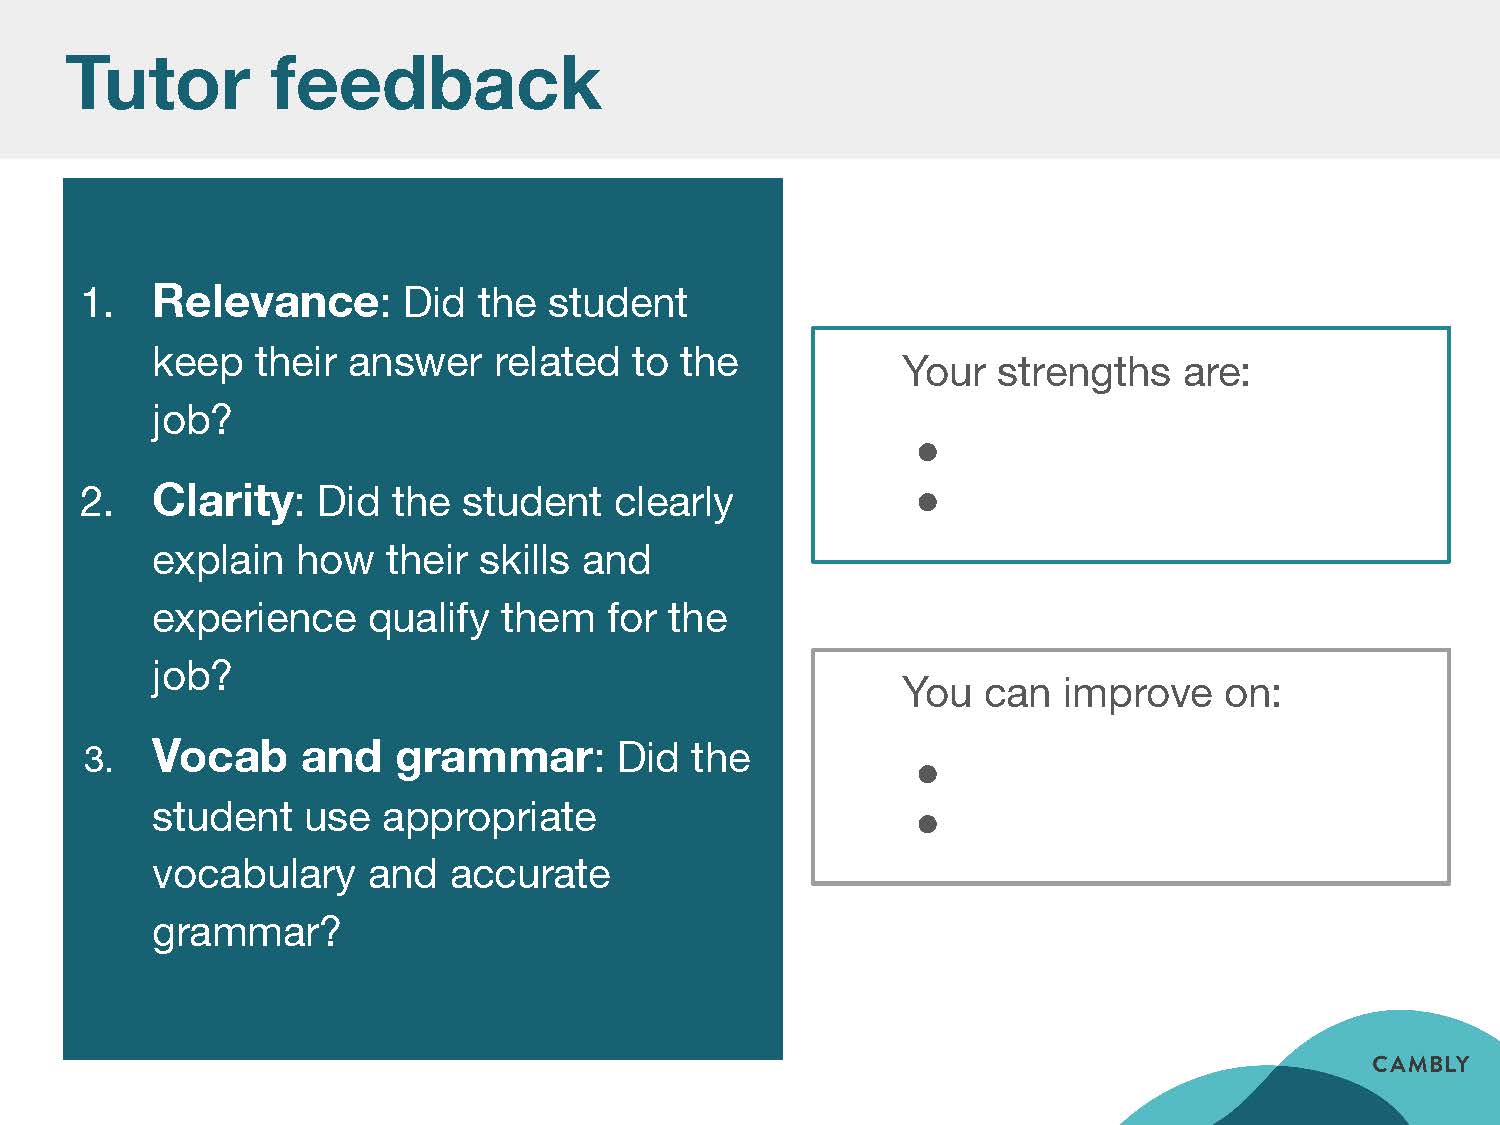 Tutor feedback
1. Relevance: Did the student
keep their answer related to the
job?
2. Clarity: Did the student clearly
explain how their skills and
experience qualify them for the
job?
3. Vocab and grammar: Did the
student use appropriate
vocabulary and accurate
grammar?
Your strengths are:
●
●
You can improve on:
●
●
CAMBLY